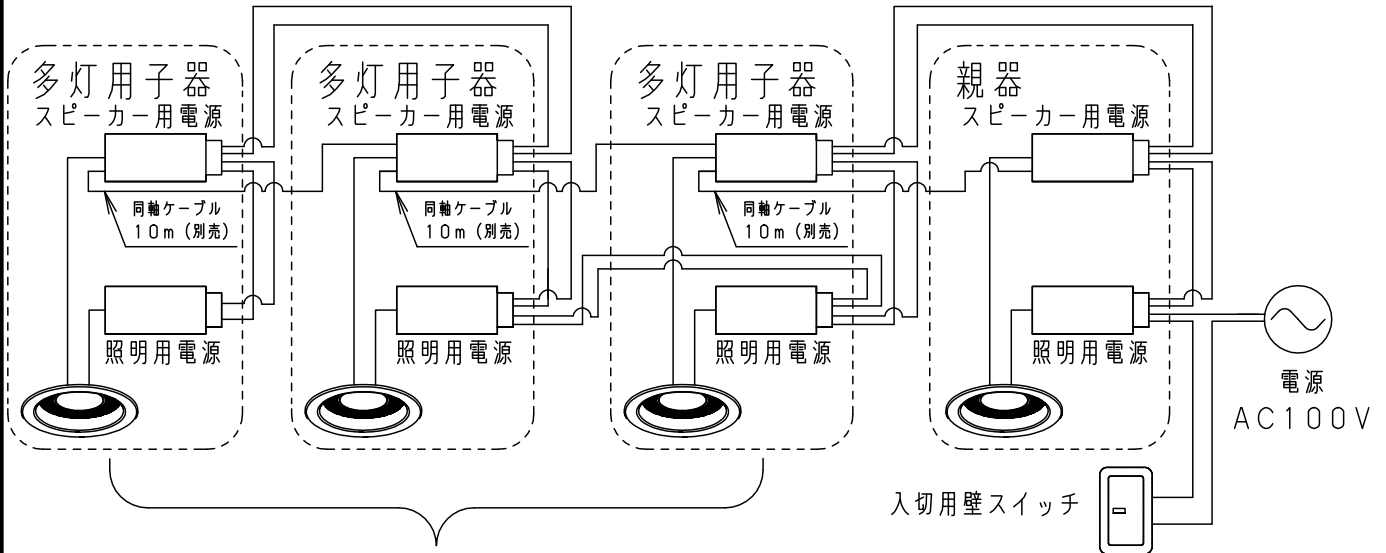 多灯用子器
スピーカー用電源
同軸ケーブル
10m(別売)
照明用電源
多灯用子器
スピーカー用電源
同軸ケーブル
10m(別売)
照明用電源
多灯用子器
スピーカー用電源
同軸ケーブル
10m(別売)
照明用電源
親器
スピーカー用電源
照明用電源
電源
AC100V
入切用壁スイッチ